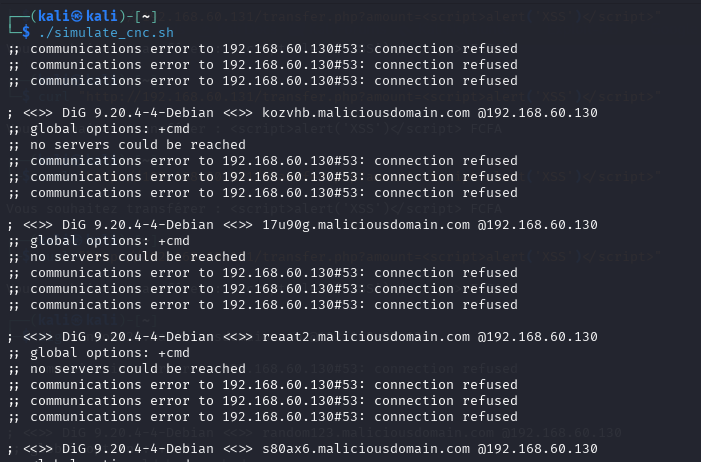 ┌──(kali㉿kali)-[~]
└─$ ./simulate_cnc.sh
;; communications error to 192.168.60.130#53: connection refused
;; communications error to 192.168.60.130#53: connection refused
;; communications error to 192.168.60.130#53: connection refused
; <<>> DiG 9.20.4-4-Debian <<>> kozvhb.maliciousdomain.com @192.168.60.130
;; global options: +cmd
;; no servers could be reached
;; communications error to 192.168.60.130#53: connection refused
;; communications error to 192.168.60.130#53: connection refused
;; communications error to 192.168.60.130#53: connection refused
; <<>> DiG 9.20.4-4-Debian <<>> 17u90g.maliciousdomain.com @192.168.60.130
;; global options: +cmd
;; no servers could be reached
;; communications error to 192.168.60.130#53: connection refused
;; communications error to 192.168.60.130#53: connection refused
;; communications error to 192.168.60.130#53: connection refused
; <<>> DiG 9.20.4-4-Debian <<>> reaat2.maliciousdomain.com @192.168.60.130
;; global options: +cmd
;; no servers could be reached
;; communications error to 192.168.60.130#53: connection refused
;; communications error to 192.168.60.130#53: connection refused
;; communications error to 192.168.60.130#53: connection refused
; <<>> DiG 9.20.4-4-Debian <<>> s80ax6.maliciousdomain.com @192.168.60.130